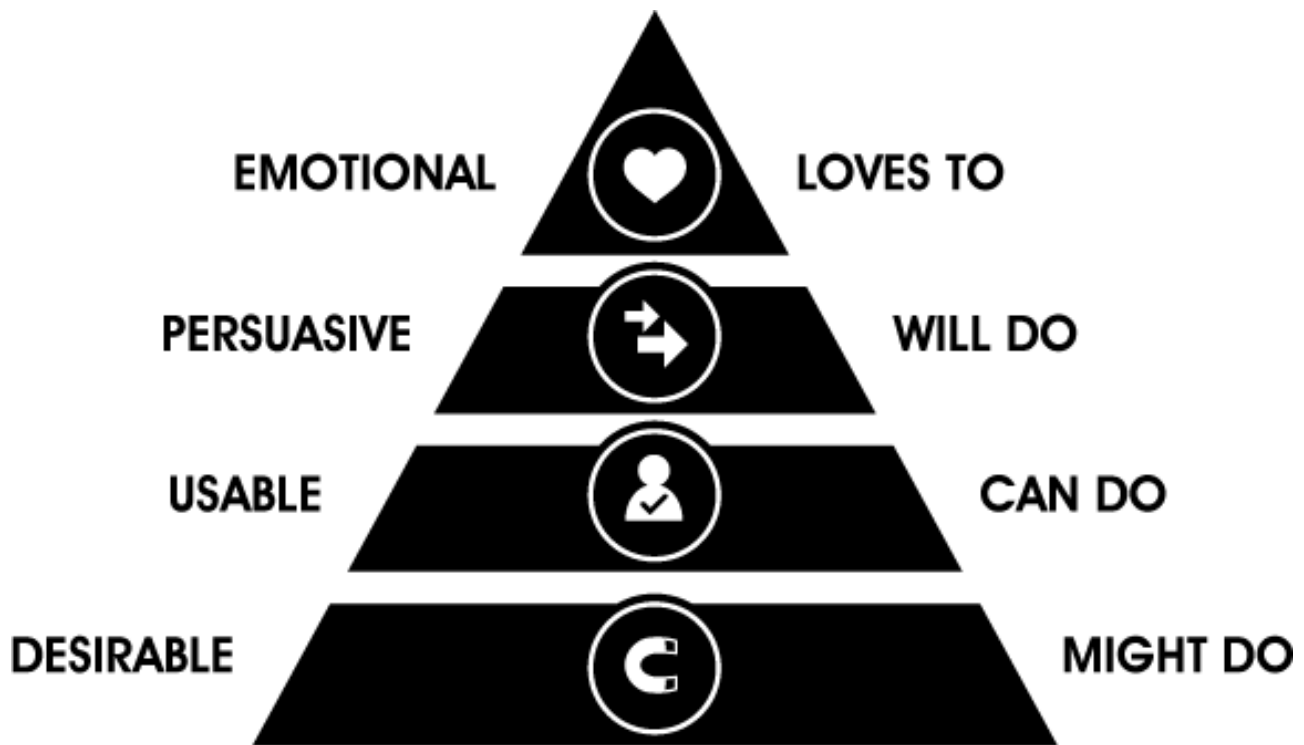 EMOTIONAL LOVES TO
PERSUASIVE WILL DO
USABLE CAN DO
DESIRABLE MIGHT DO